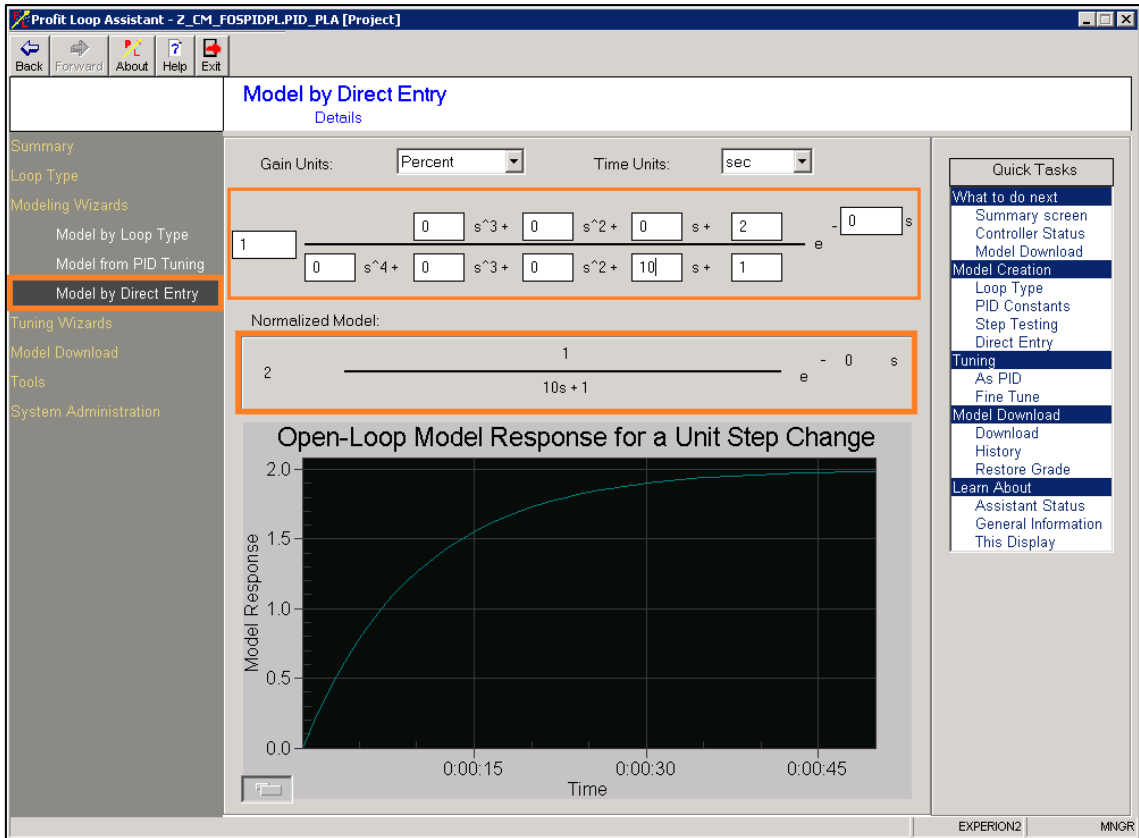 Profit Loop Assistant - Z_CM_FOSPIDPL.PID_PLA [Project]
Back Forward About Help Exit
Model by Direct Entry
Details
Summary
Loop Type
Modeling Wizards
Model by Loop Type
Model from PID Tuning
Model by Direct Entry
Tuning Wizards
Model Download
Tools
System Administration
Gain Units: Percent Time Units: sec
0 s^3 + 0 s^2 + 0 s + 2
1 e - 0 s
0 s^4 + 0 s^3 + 0 s^2 + 10 s + 1
Normalized Model:
1
2 e - 0 s
10s + 1
Open-Loop Model Response for a Unit Step Change
Model Response
2.0
1.5
1.0
0.5
0.0
0:00:15 0:00:30 0:00:45
Time
Quick Tasks
What to do next
Summary screen
Controller Status
Model Download
Model Creation
Loop Type
PID Constants
Step Testing
Direct Entry
Tuning
As PID
Fine Tune
Model Download
Download
History
Restore Grade
Learn About
Assistant Status
General Information
This Display
EXPERION2 MNGR